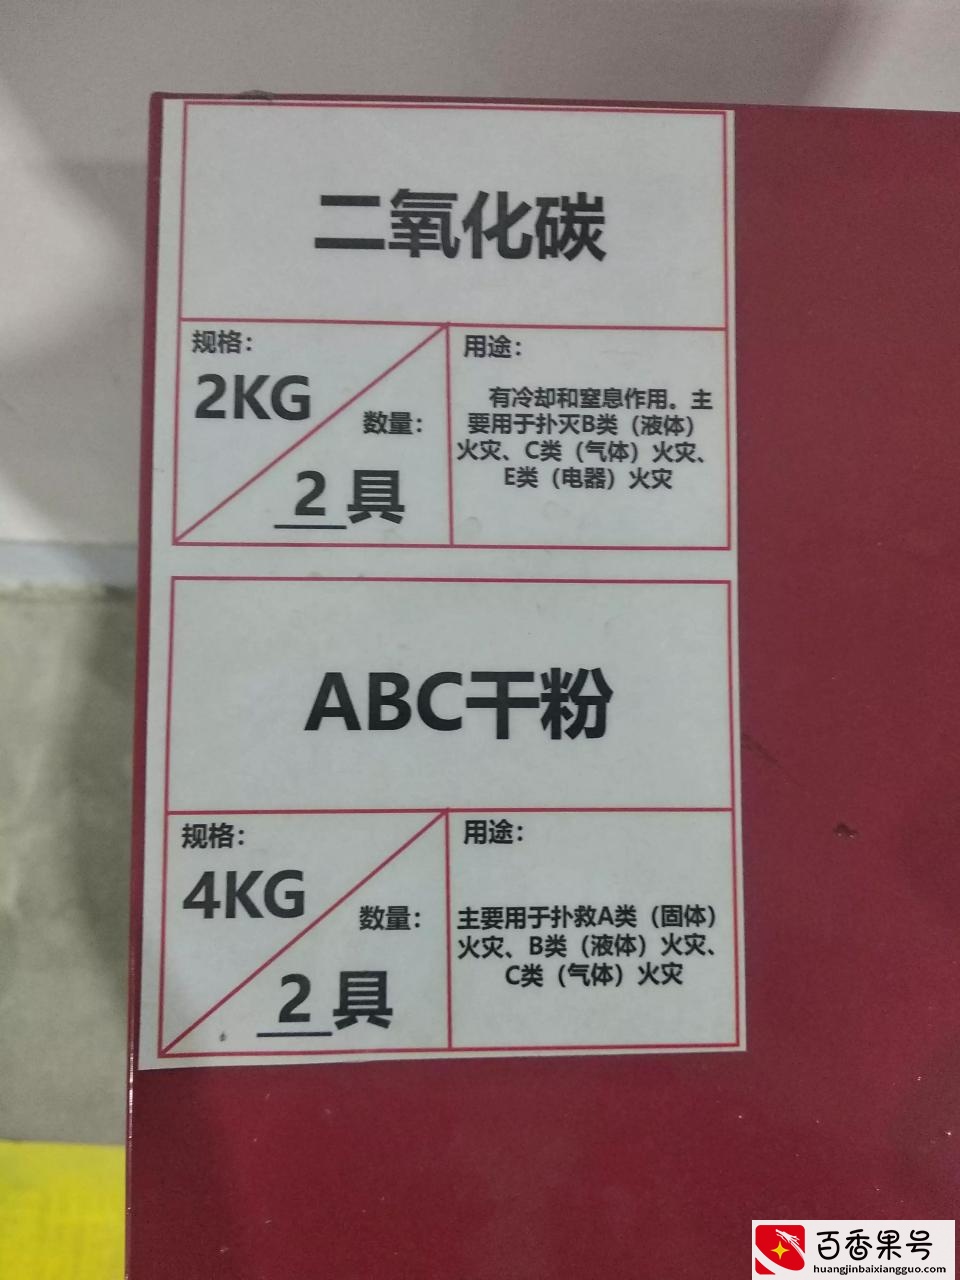 二氧化碳
规格：
2KG
数量：
2 具
用途：
有冷却和窒息作用。主
要用于扑灭B类（液体）
火灾、C类（气体）火灾、
E类（电器）火灾
ABC干粉
规格：
4KG
数量：
2 具
用途：
主要用于扑救A类（固体）
火灾、B类（液体）火灾、
C类（气体）火灾
百香果号
huangjinbaixiangguo.com